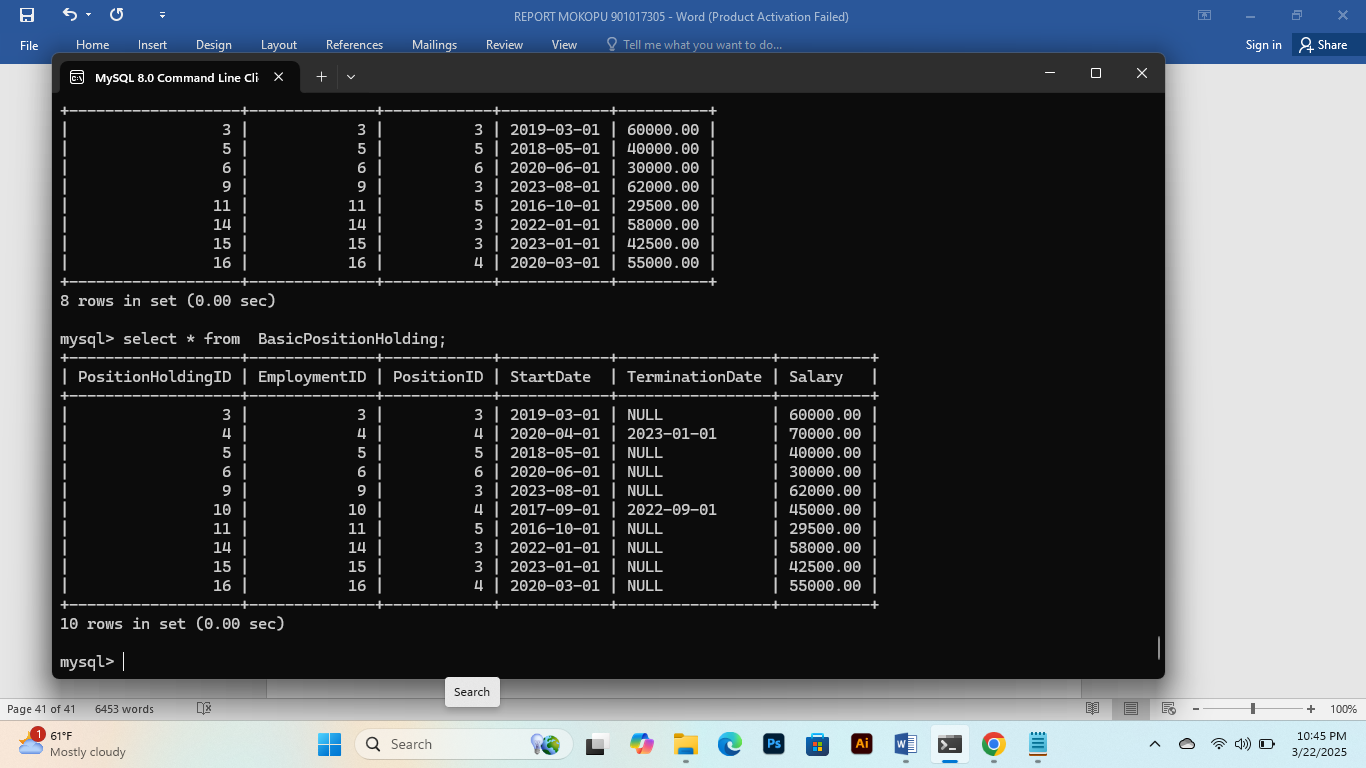 REPORT MOKOPU 901017305 - Word (Product Activation Failed)
File Home Insert Design Layout References Mailings Review View Tell me what you want to do... Sign in Share
MySQL 8.0 Command Line Cli
+-------------------+--------------+------------+------------+----------+
| 3 | 3 | 3 | 2019-03-01 | 60000.00 |
| 5 | 5 | 5 | 2018-05-01 | 40000.00 |
| 6 | 6 | 6 | 2020-06-01 | 30000.00 |
| 9 | 9 | 3 | 2023-08-01 | 62000.00 |
| 11 | 11 | 5 | 2016-10-01 | 29500.00 |
| 14 | 14 | 3 | 2022-01-01 | 58000.00 |
| 15 | 15 | 3 | 2023-01-01 | 42500.00 |
| 16 | 16 | 4 | 2020-03-01 | 55000.00 |
+-------------------+--------------+------------+------------+----------+
8 rows in set (0.00 sec)
mysql> select * from  BasicPositionHolding;
+-------------------+--------------+------------+------------+-----------------+----------+
| PositionHoldingID | EmploymentID | PositionID | StartDate | TerminationDate | Salary |
+-------------------+--------------+------------+------------+-----------------+----------+
| 3 | 3 | 3 | 2019-03-01 | NULL | 60000.00 |
| 4 | 4 | 4 | 2020-04-01 | 2023-01-01 | 70000.00 |
| 5 | 5 | 5 | 2018-05-01 | NULL | 40000.00 |
| 6 | 6 | 6 | 2020-06-01 | NULL | 30000.00 |
| 9 | 9 | 3 | 2023-08-01 | NULL | 62000.00 |
| 10 | 10 | 4 | 2017-09-01 | 2022-09-01 | 45000.00 |
| 11 | 11 | 5 | 2016-10-01 | NULL | 29500.00 |
| 14 | 14 | 3 | 2022-01-01 | NULL | 58000.00 |
| 15 | 15 | 3 | 2023-01-01 | NULL | 42500.00 |
| 16 | 16 | 4 | 2020-03-01 | NULL | 55000.00 |
+-------------------+--------------+------------+------------+-----------------+----------+
10 rows in set (0.00 sec)
mysql>
Search
Page 41 of 41 6453 words 100%
1 61°F
Mostly cloudy
Search
Ps
Ai
10:45 PM
3/22/2025